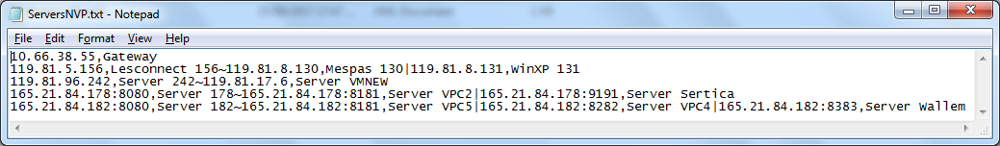 ServersNVP.txt - Notepad
File Edit Format View Help
10.66.38.55,Gateway
119.81.5.156,Lesconnect 156~119.81.8.130,Mespas 130|119.81.8.131,WinXP 131
119.81.96.242,Server 242~119.81.17.6,Server VMNEW
165.21.84.178:8080,Server 178~165.21.84.178:8181,Server VPC2|165.21.84.178:9191,Server Sertica
165.21.84.182:8080,Server 182~165.21.84.182:8181,Server VPC5|165.21.84.182:8282,Server VPC4|165.21.84.182:8383,Server Wallem